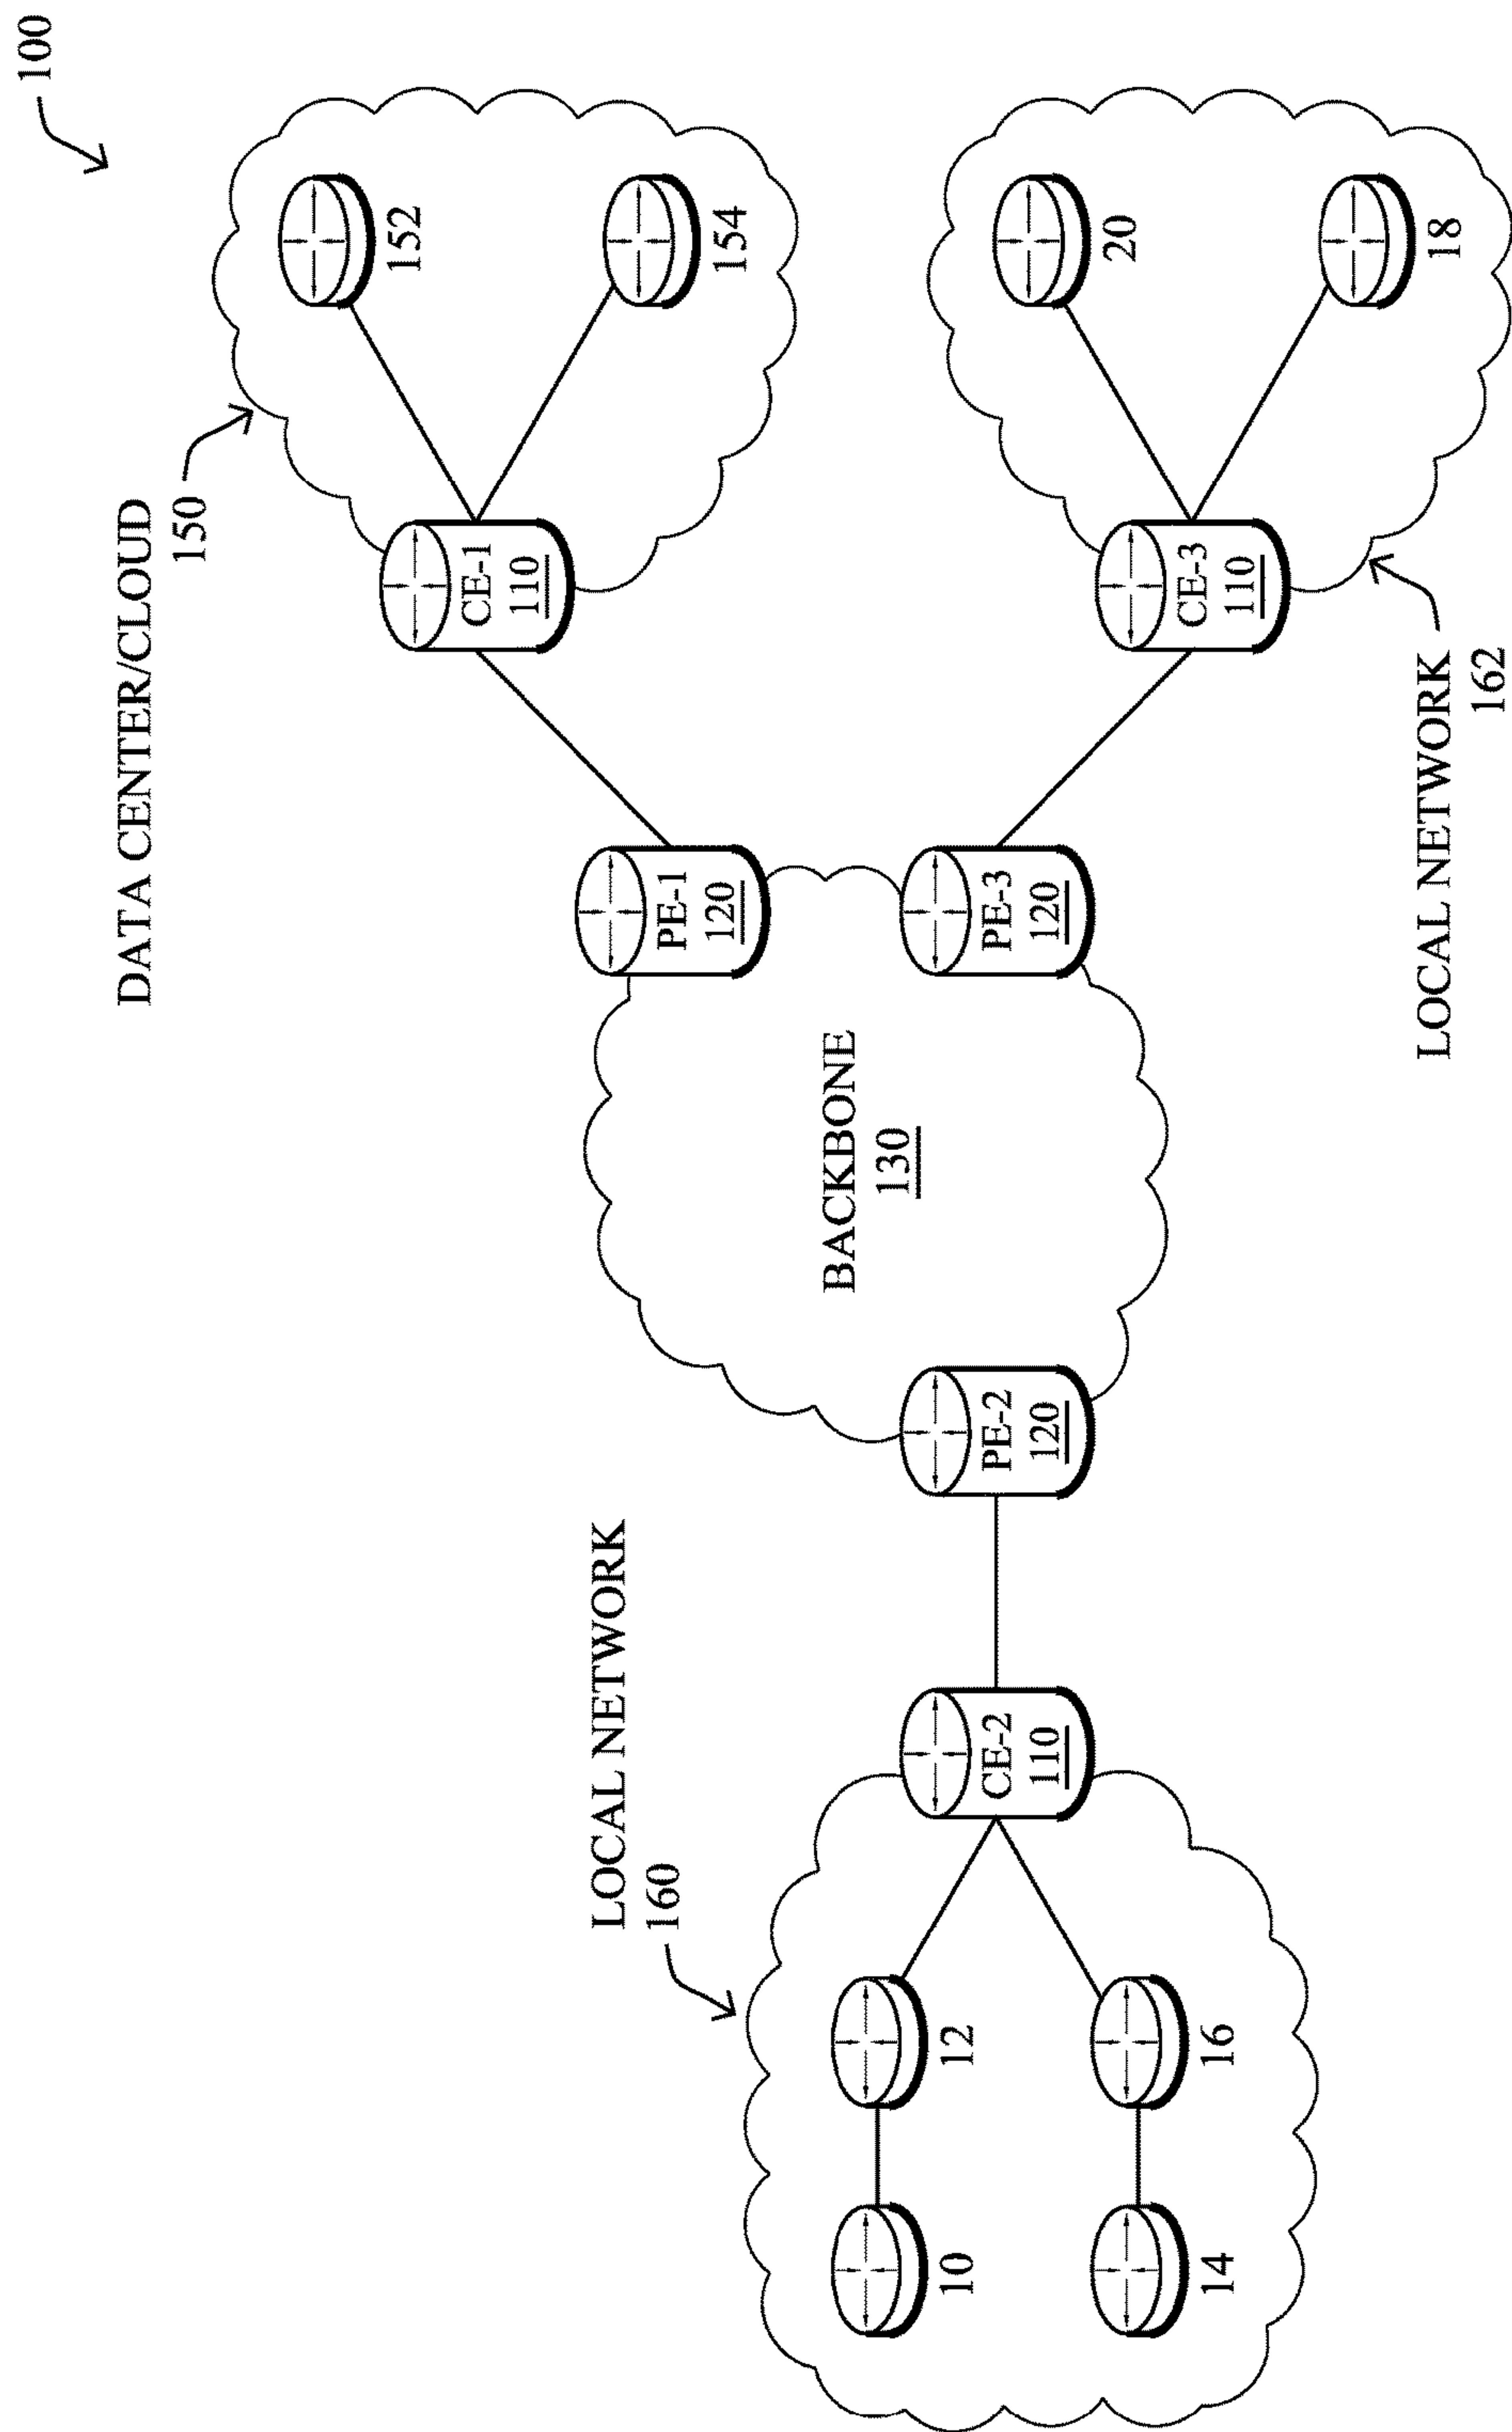 100
DATA CENTER/CLOUD
150
152
CE-1
110
154
LOCAL NETWORK
160
PE-1
120
BACKBONE
130
10
12
CE-2
110
PE-2
120
PE-3
120
20
14
16
CE-3
110
18
LOCAL NETWORK
162